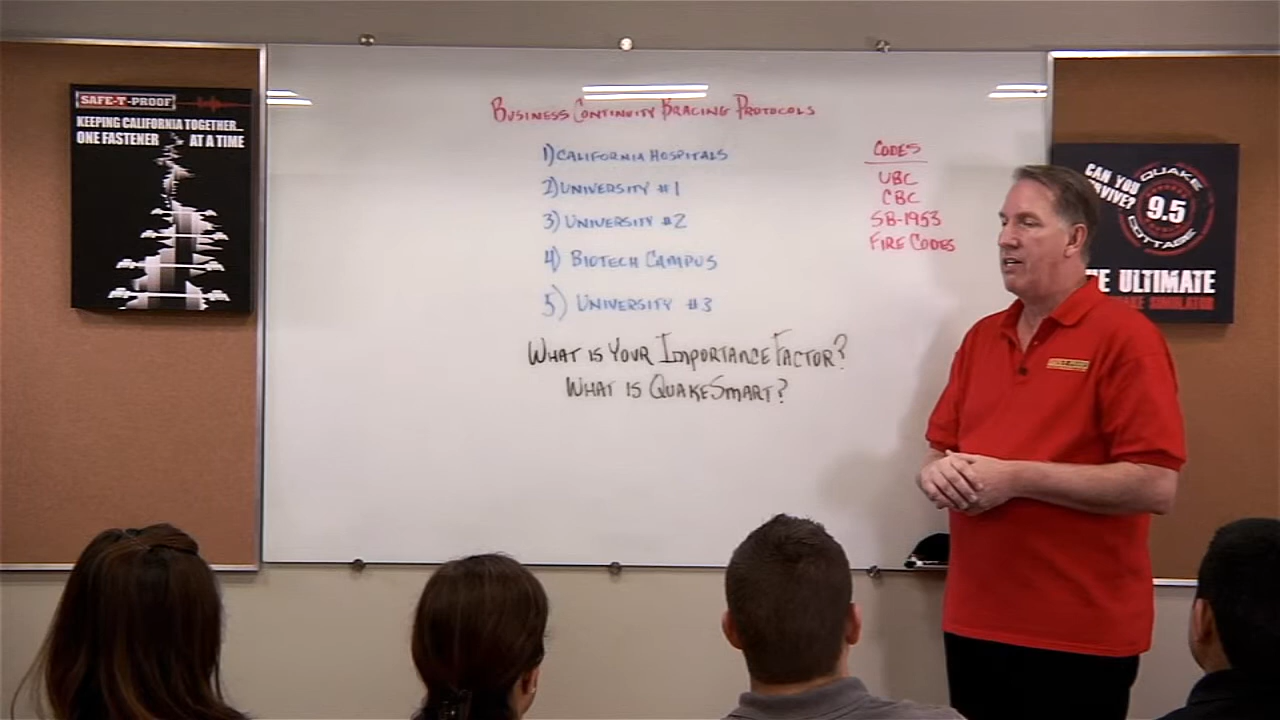 SAFE-T-PROOF
KEEPING CALIFORNIA TOGETHER...
ONE FASTENER AT A TIME
BUSINESS CONTINUITY BRACING PROTOCOLS
1) CALIFORNIA HOSPITALS
2) UNIVERSITY #1
3) UNIVERSITY #2
4) BIOTECH CAMPUS
5) UNIVERSITY #3
WHAT IS YOUR IMPORTANCE FACTOR?
WHAT IS QUAKESMART?
CODES
UBC
CBC
SB-1953
FIRE CODES
CAN YOU
QUAKE
9.5
COTTAGE
ULTIMATE
SIMULATOR